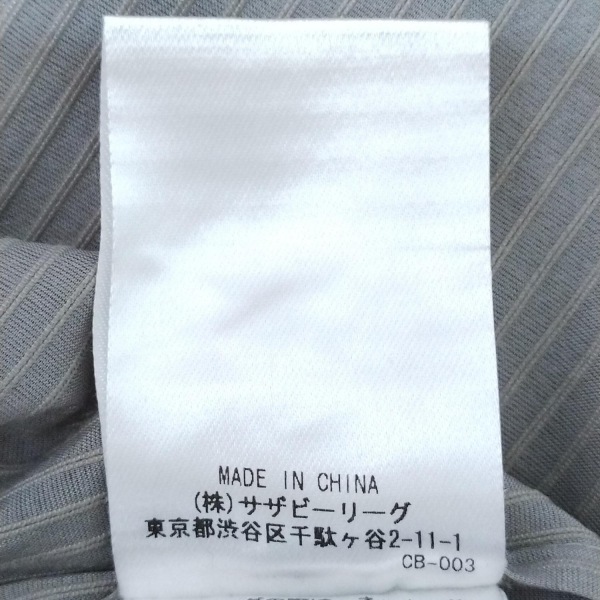 MADE IN CHINA
(株)サザビーリーグ
東京都渋谷区千駄ヶ谷2-11-1
CB-003